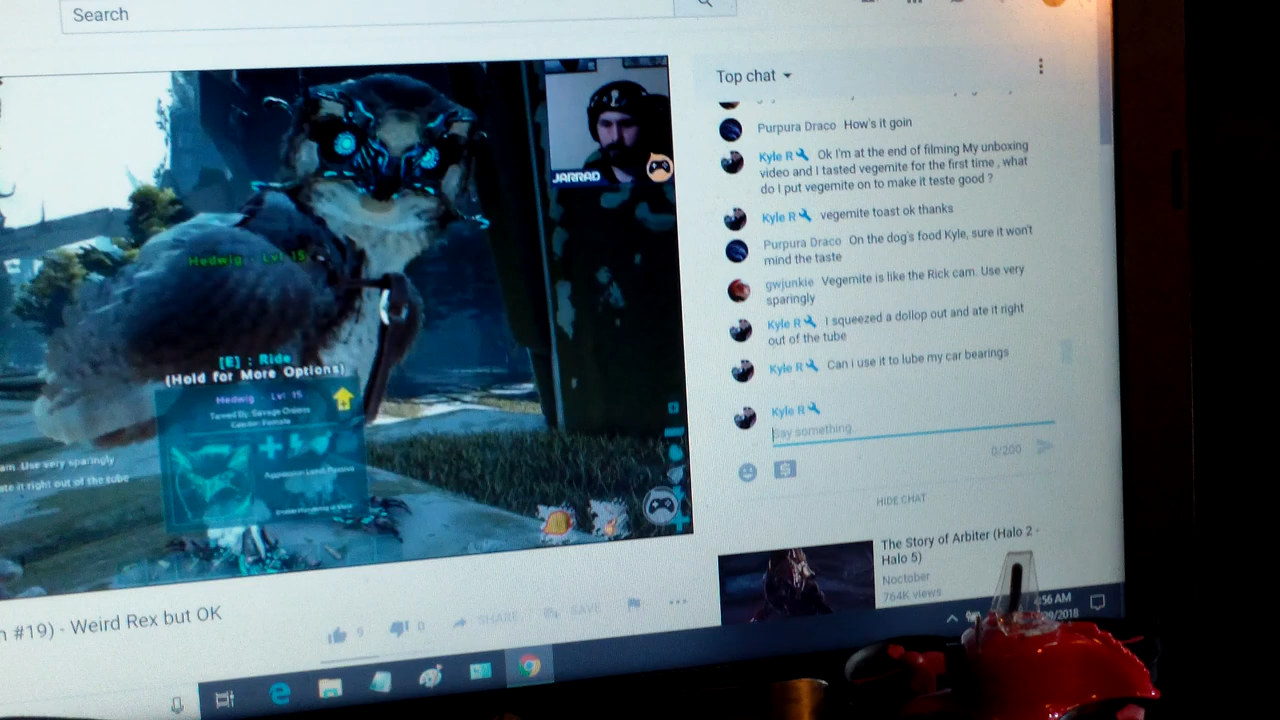 Search
Top chat
Purpura Draco How's it goin
Kyle R Ok I'm at the end of filming My unboxing
video and I tasted vegemite for the first time , what
do I put vegemite on to make it teste good ?
Kyle R vegemite toast ok thanks
Purpura Draco On the dog's food Kyle, sure it won't
mind the taste
gwjunkie Vegemite is like the Rick cam. Use very
sparingly
Kyle R I squeezed a dollop out and ate it right
out of the tube
Kyle R Can i use it to lube my car bearings
Kyle R
Say something...
0/200
HIDE CHAT
The Story of Arbiter (Halo 2 -
Halo 5)
Noctober
764K views
JARRAD
Hedwig - Lvl 15
[E] : Ride
(Hold for More Options)
Hedwig Lvl 15
am. Use very sparingly
ate it right out of the tube
n #19) - Weird Rex but OK
9
0
SHARE
SAVE
:56 AM
/2018